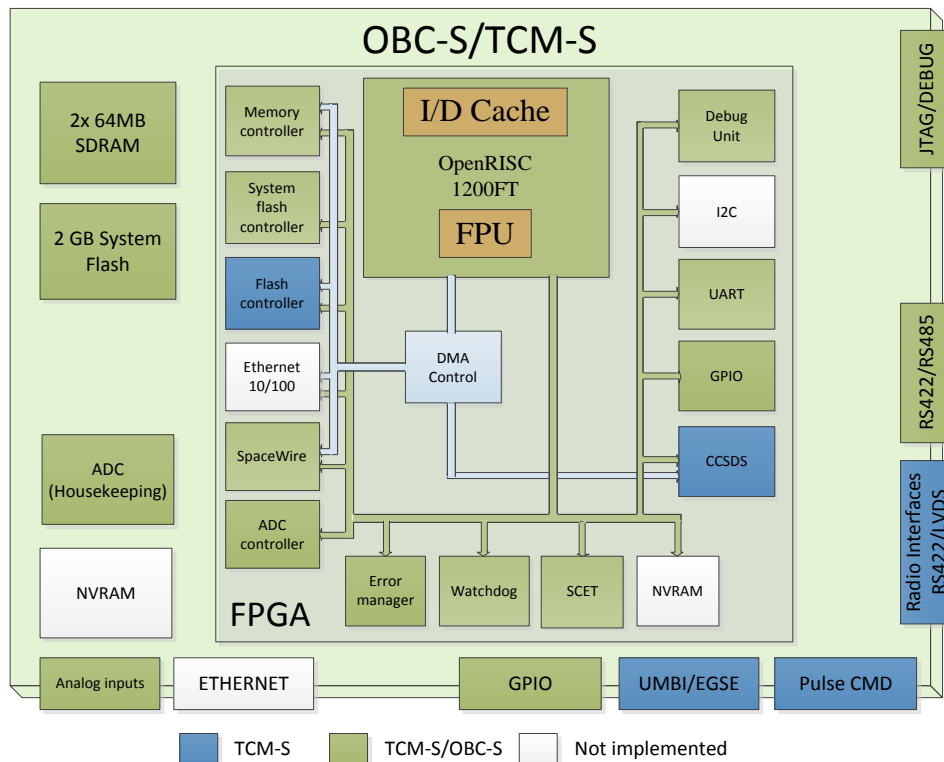 OBC-S/TCM-S
2x 64MB
SDRAM
2 GB System
Flash
ADC
(Housekeeping)
NVRAM
Memory
controller
System
flash
controller
Flash
controller
Ethernet
10/100
SpaceWire
ADC
controller
FPGA
I/D Cache
OpenRISC
1200FT
FPU
DMA
Control
Debug
Unit
I2C
UART
GPIO
CCSDS
Error
manager
Watchdog
SCET
NVRAM
JTAG/DEBUG
RS422/RS485
Radio Interfaces
RS422/LVDS
Analog inputs
ETHERNET
GPIO
UMBI/EGSE
Pulse CMD
TCM-S
TCM-S/OBC-S
Not implemented